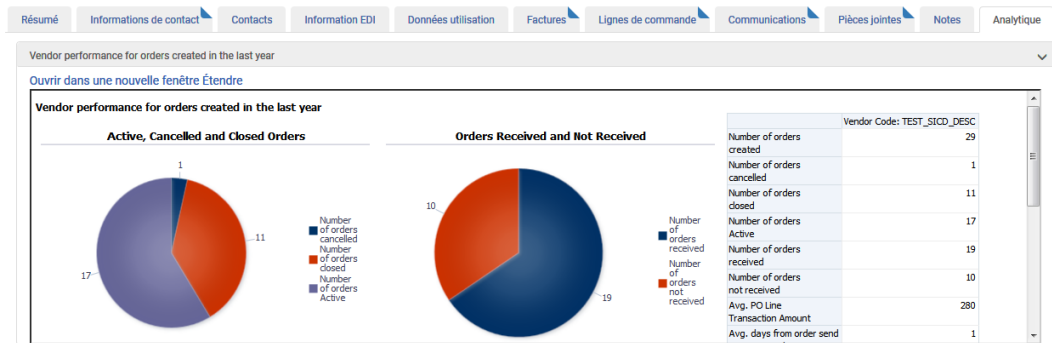 Résumé Informations de contact Contacts Information EDI Données utilisation Factures Lignes de commande Communications Pièces jointes Notes Analytique
Vendor performance for orders created in the last year
Ouvrir dans une nouvelle fenêtre Étendre
Vendor performance for orders created in the last year
Active, Cancelled and Closed Orders
1
11
17
Number
of orders
cancelled
Number
of orders
closed
Number
of orders
Active
Orders Received and Not Received
10
19
Number
of
orders
received
Number
of
orders
not
received
Vendor Code: TEST_SICD_DESC
Number of orders
created 29
Number of orders
cancelled 1
Number of orders
closed 11
Number of orders
Active 17
Number of orders
received 19
Number of orders
not received 10
Avg. PO Line
Transaction Amount 280
Avg. days from order send 1